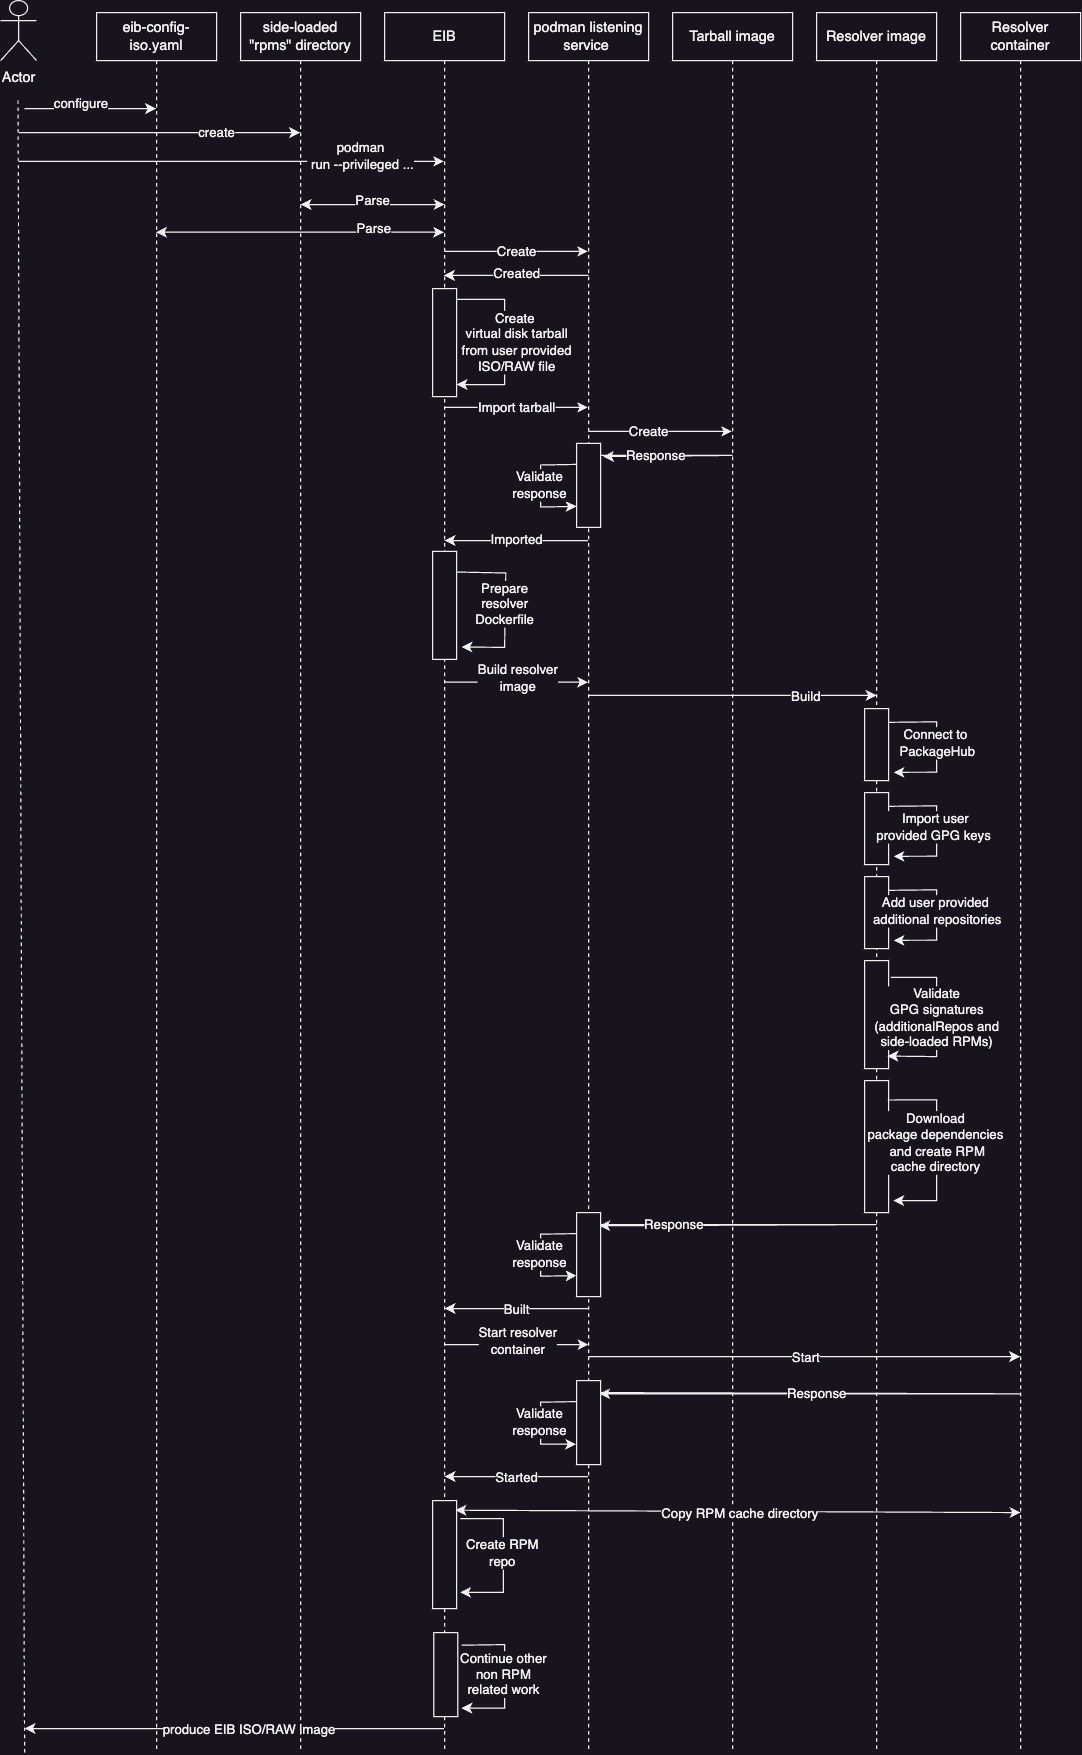 eib-config-
iso.yaml
side-loaded
"rpms" directory
EIB
podman listening
service
Tarball image
Resolver image
Resolver
container
Actor
configure
create
podman
run --privileged ...
Parse
Parse
Create
Created
Create
virtual disk tarball
from user provided
ISO/RAW file
Import tarball
Create
Response
Validate
response
Imported
Prepare
resolver
Dockerfile
Build resolver
image
Build
Connect to
PackageHub
Import user
provided GPG keys
Add user provided
additional repositories
Validate
GPG signatures
(additionalRepos and
side-loaded RPMs)
Download
package dependencies
and create RPM
cache directory
Response
Validate
response
Built
Start resolver
container
Start
Response
Validate
response
Started
Copy RPM cache directory
Create RPM
repo
Continue other
non RPM
related work
produce EIB ISO/RAW Image